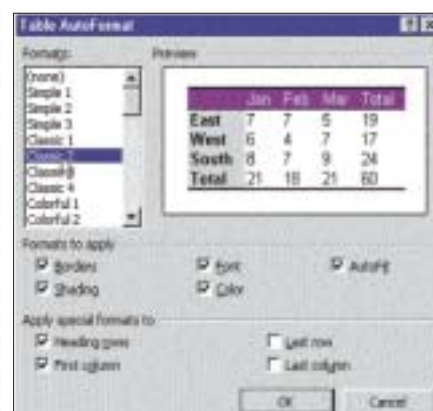 Table AutoFormat
Formats:
Preview
(none)
Simple 1
Simple 2
Simple 3
Classic 1
Classic 2
Classic 3
Classic 4
Colorful 1
Colorful 2
Jan Feb Mar Total
East 7 7 5 19
West 6 4 7 17
South 8 7 9 24
Total 21 18 21 60
Formats to apply
Borders Font AutoFit
Shading Color
Apply special formats to
Heading rows Last row
First column Last column
OK Cancel